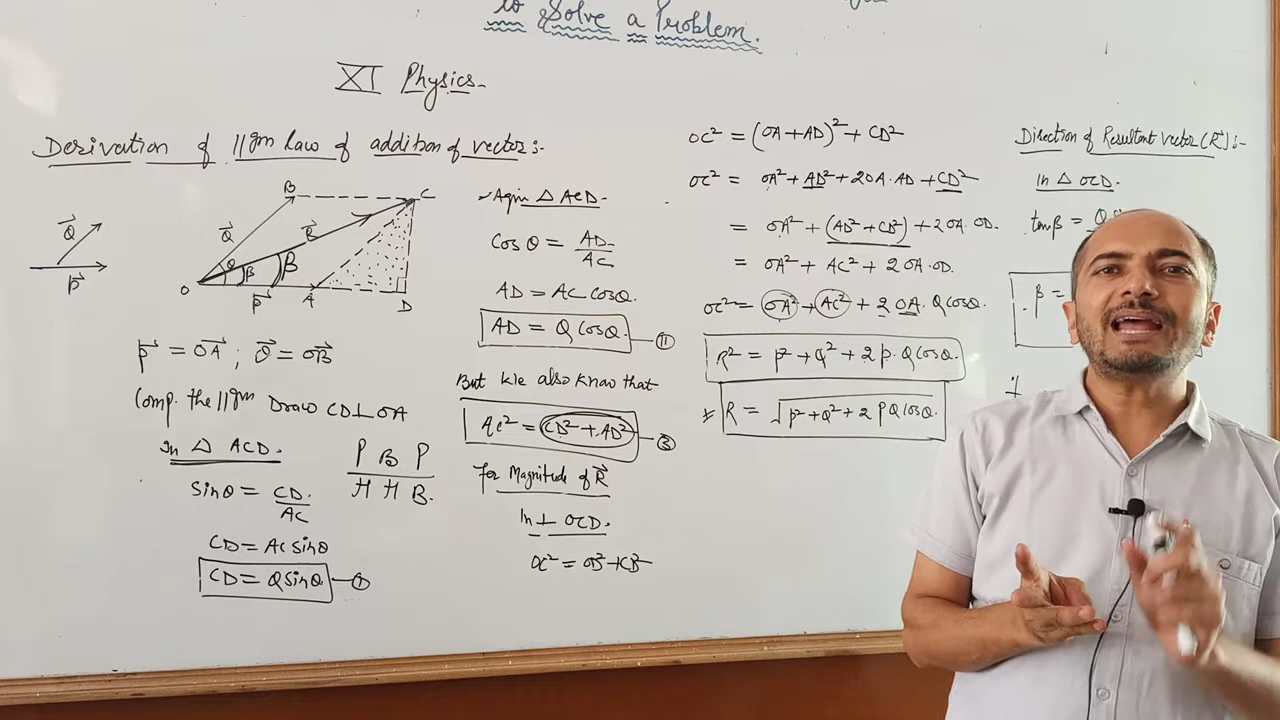 to Solve a Problem.
XI Physics
Derivation of ||gm law of addition of vector:-
B
C
Q⃗
R⃗
Q⃗
θ
β
β
P⃗
O
P⃗
A
D
P⃗ = OA⃗ ; Q⃗ = OB⃗
Comp. the ||gm Draw CD⊥OA
In △ ACD.
Sinθ = CD/AC
P B P
H H B.
CD = AC sinθ
CD = Q sinθ — ①
Again △ ACD.
Cos θ = AD/AC
AD = AC Cosθ.
AD = Q Cosθ. — ⑪
But We also know that
AC² = CD² + AD² — ③
For Magnitude of R⃗
In ⊥ OCD.
OC² = OD² + CD²
OC² = (OA + AD)² + CD²
OC² = OA² + AD² + 2OA·AD + CD²
= OA² + (AD² + CD²) + 2OA·OD.
= OA² + AC² + 2OA·OD.
OC² = OA² + AC² + 2 OA·Qcosθ.
R² = P² + Q² + 2 P·Q cosθ.
R = √P² + Q² + 2PQ cosθ.
Direction of Resultant vector (R⃗):-
In △ OCD.
tanβ =
β =